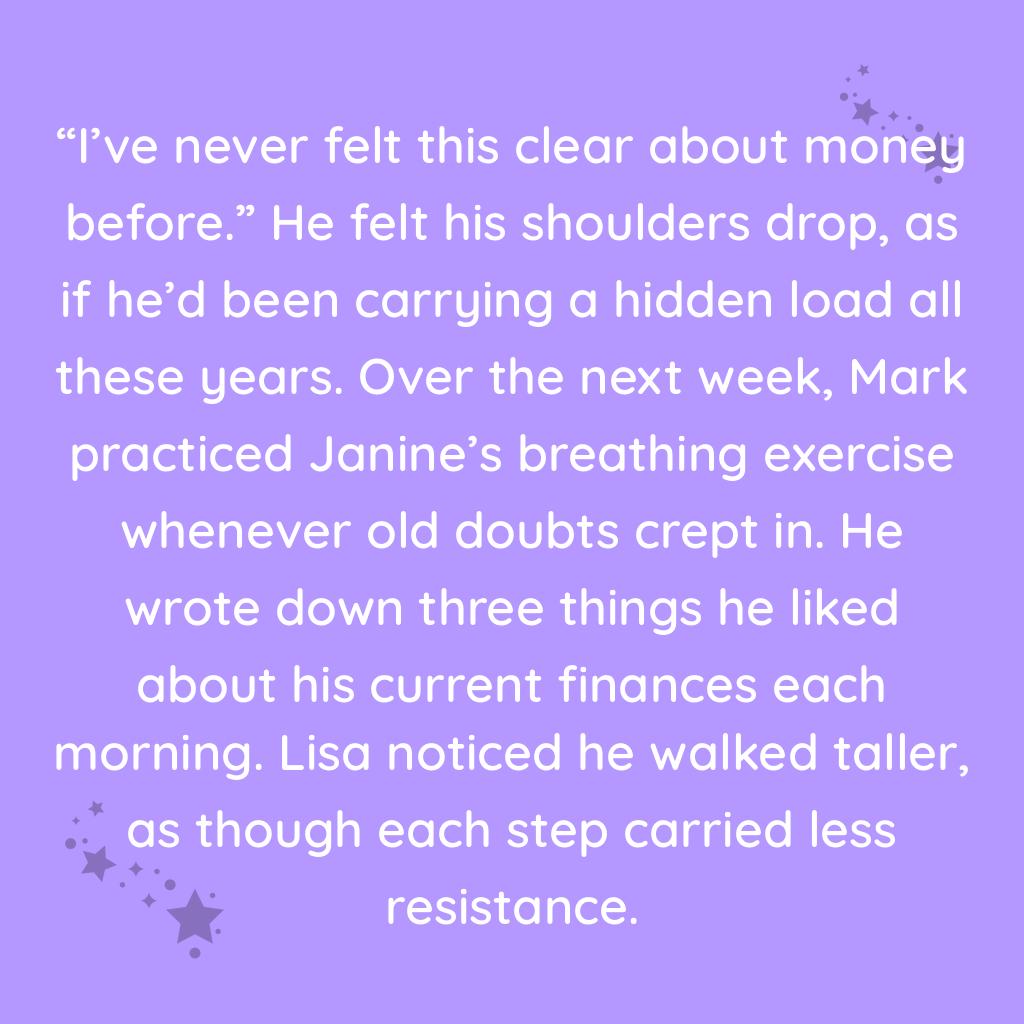 “I’ve never felt this clear about money
before.” He felt his shoulders drop, as
if he’d been carrying a hidden load all
these years. Over the next week, Mark
practiced Janine’s breathing exercise
whenever old doubts crept in. He
wrote down three things he liked
about his current finances each
morning. Lisa noticed he walked taller,
as though each step carried less
resistance.